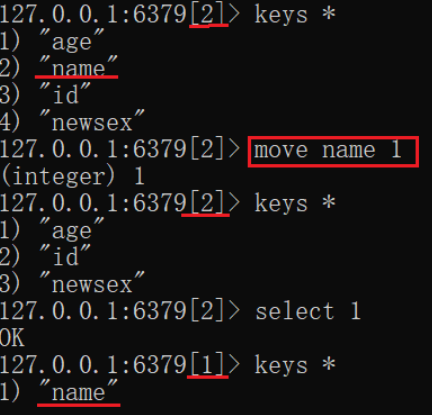 127.0.0.1:6379[2]> keys *
1) "age"
2) "name"
3) "id"
4) "newsex"
127.0.0.1:6379[2]> move name 1
(integer) 1
127.0.0.1:6379[2]> keys *
1) "age"
2) "id"
3) "newsex"
127.0.0.1:6379[2]> select 1
OK
127.0.0.1:6379[1]> keys *
1) "name"